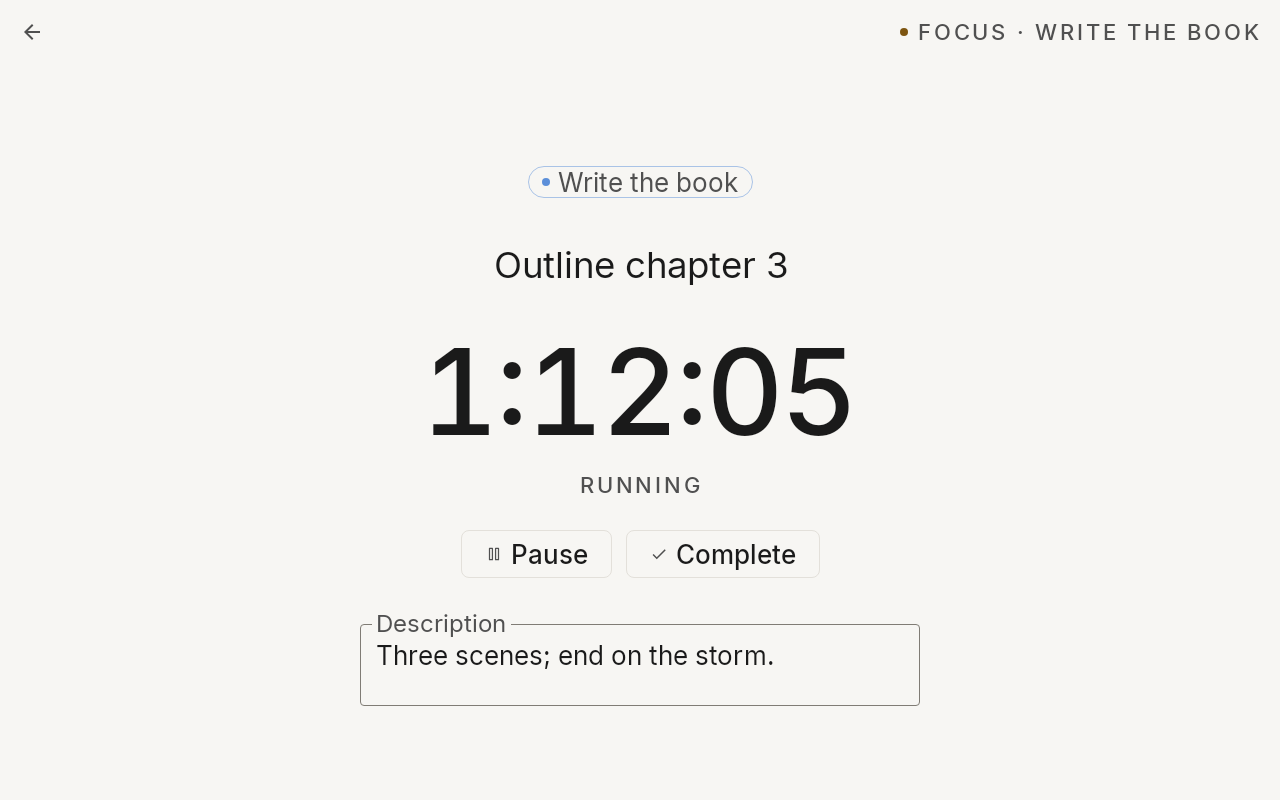 FOCUS · WRITE THE BOOK
Write the book
Outline chapter 3
1:12:05
RUNNING
Pause
Complete
Description
Three scenes; end on the storm.